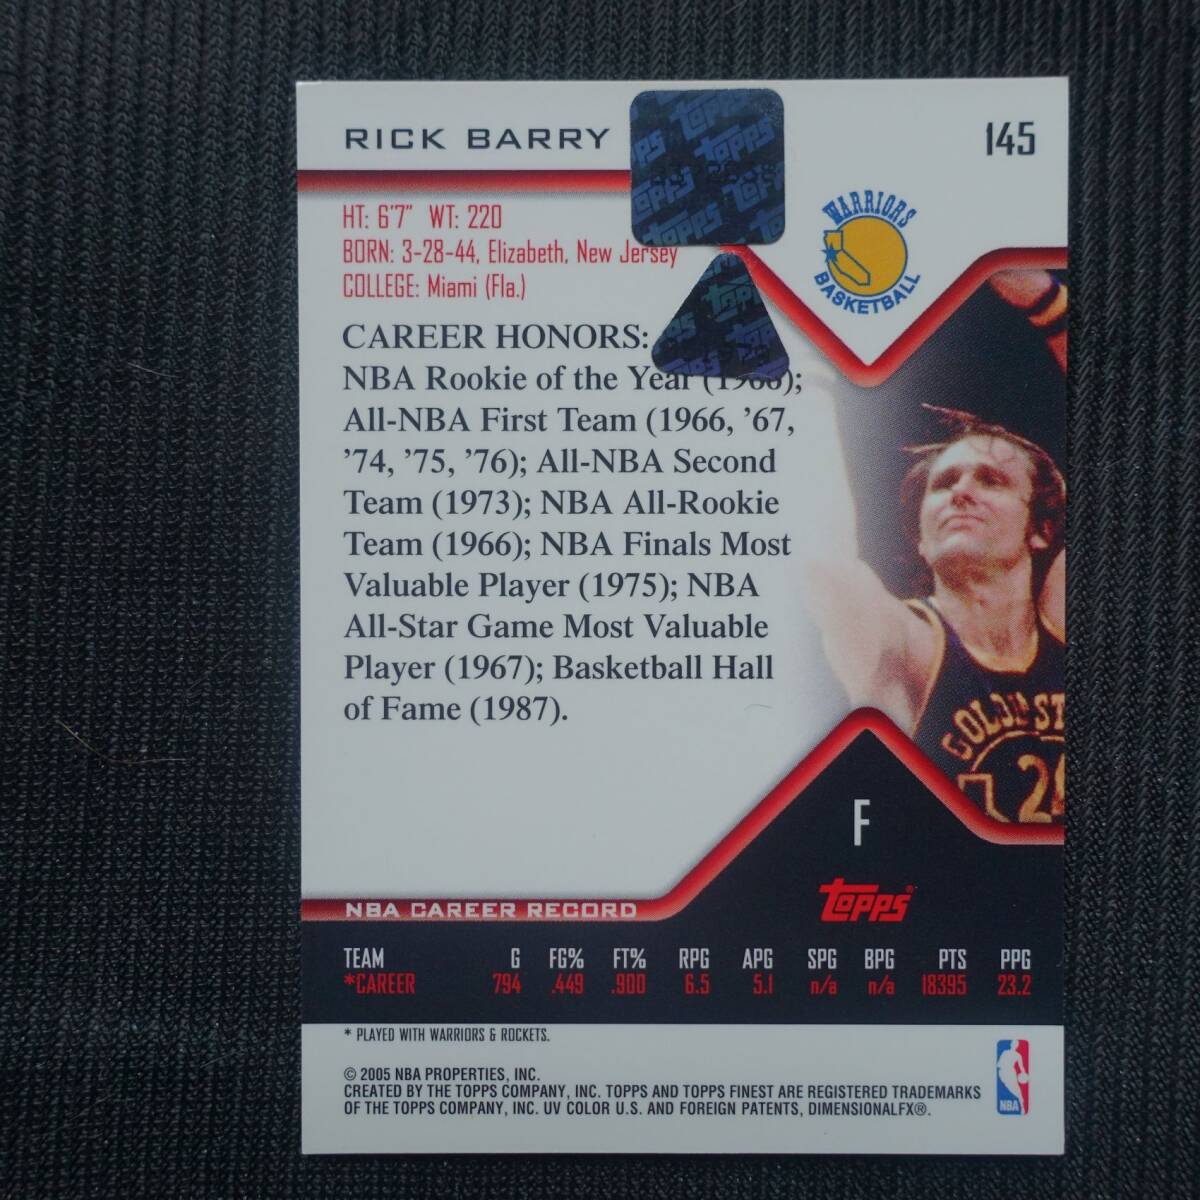 RICK BARRY
145
HT: 6'7" WT: 220
BORN: 3-28-44, Elizabeth, New Jersey
COLLEGE: Miami (Fla.)
WARRIORS
BASKETBALL
CAREER HONORS:
NBA Rookie of the Year (1966);
All-NBA First Team (1966, ’67,
’74, ’75, ’76); All-NBA Second
Team (1973); NBA All-Rookie
Team (1966); NBA Finals Most
Valuable Player (1975); NBA
All-Star Game Most Valuable
Player (1967); Basketball Hall
of Fame (1987).
F
Topps
NBA CAREER RECORD
TEAM G FG% FT% RPG APG SPG BPG PTS PPG
*CAREER 794 .449 .900 6.5 5.1 n/a n/a 18395 23.2
* PLAYED WITH WARRIORS & ROCKETS.
© 2005 NBA PROPERTIES, INC.
CREATED BY THE TOPPS COMPANY, INC. TOPPS AND TOPPS FINEST ARE REGISTERED TRADEMARKS
OF THE TOPPS COMPANY, INC. UV COLOR U.S. AND FOREIGN PATENTS, DIMENSIONALFX®.
NBA